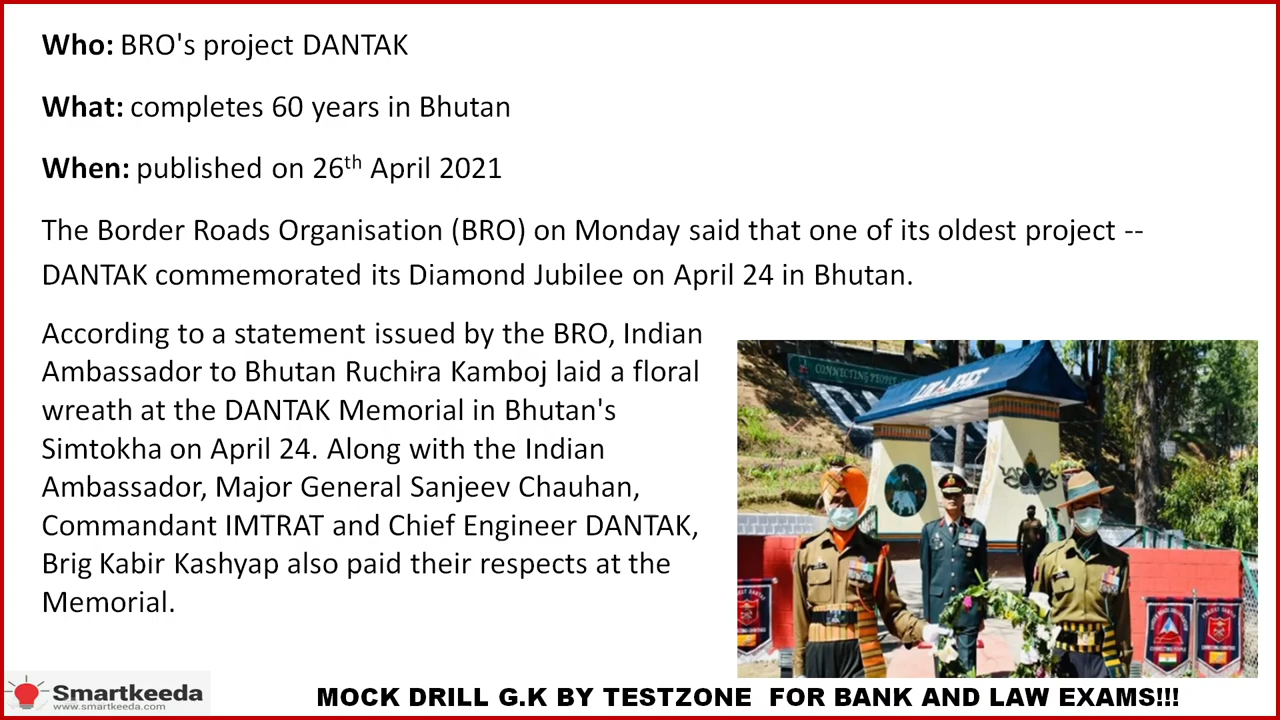 Who: BRO's project DANTAK
What: completes 60 years in Bhutan
When: published on 26th April 2021
The Border Roads Organisation (BRO) on Monday said that one of its oldest project --
DANTAK commemorated its Diamond Jubilee on April 24 in Bhutan.
According to a statement issued by the BRO, Indian
Ambassador to Bhutan Ruchira Kamboj laid a floral
wreath at the DANTAK Memorial in Bhutan's
Simtokha on April 24. Along with the Indian
Ambassador, Major General Sanjeev Chauhan,
Commandant IMTRAT and Chief Engineer DANTAK,
Brig Kabir Kashyap also paid their respects at the
Memorial.
CONNECTING PEOPLE
PROJECT DANTAK
Smartkeeda
www.smartkeeda.com
MOCK DRILL G.K BY TESTZONE FOR BANK AND LAW EXAMS!!!